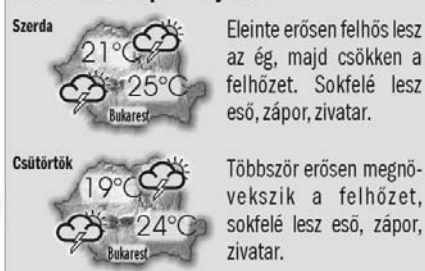 Szerda
21°C
25°C
Bukarest
Eleinte erősen felhős lesz
az ég, majd csökken a
felhőzet. Sokfelé lesz
eső, zápor, zivatar.
Csütörtök
19°C
24°C
Bukarest
Többször erősen megnö-
vekszik a felhőzet,
sokfelé lesz eső, zápor,
zivatar.